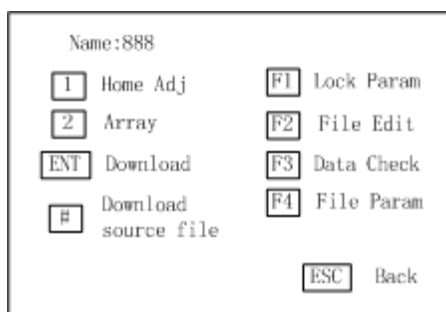 Name:888
1 Home Adj
F1 Lock Param
2 Array
F2 File Edit
ENT Download
F3 Data Check
# Download
source file
F4 File Param
ESC Back